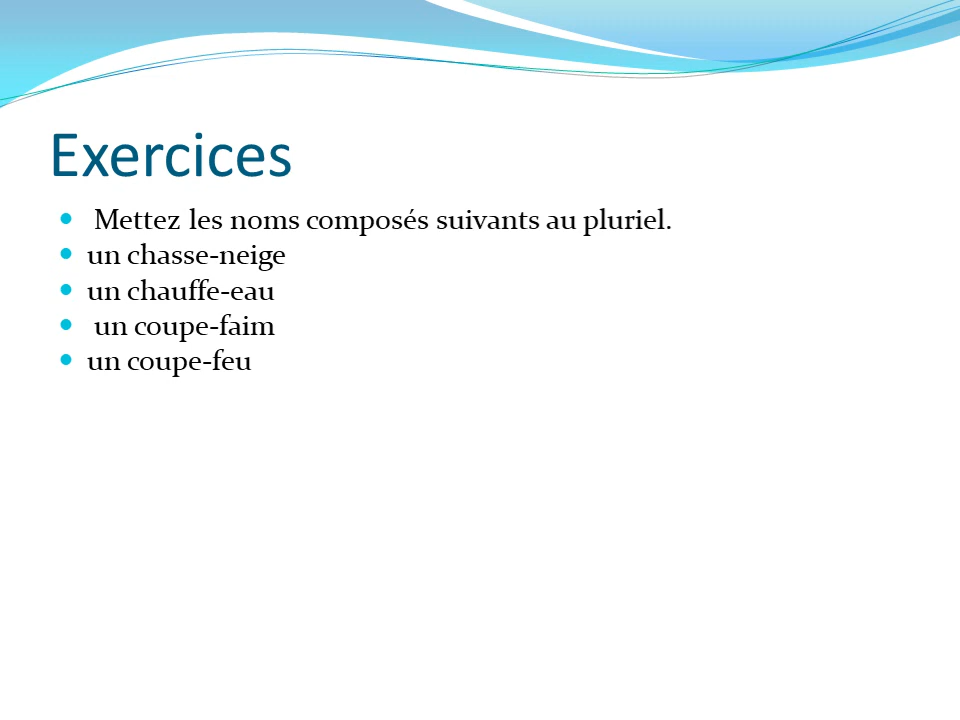 Exercices
Mettez les noms composés suivants au pluriel.
un chasse-neige
un chauffe-eau
un coupe-faim
un coupe-feu